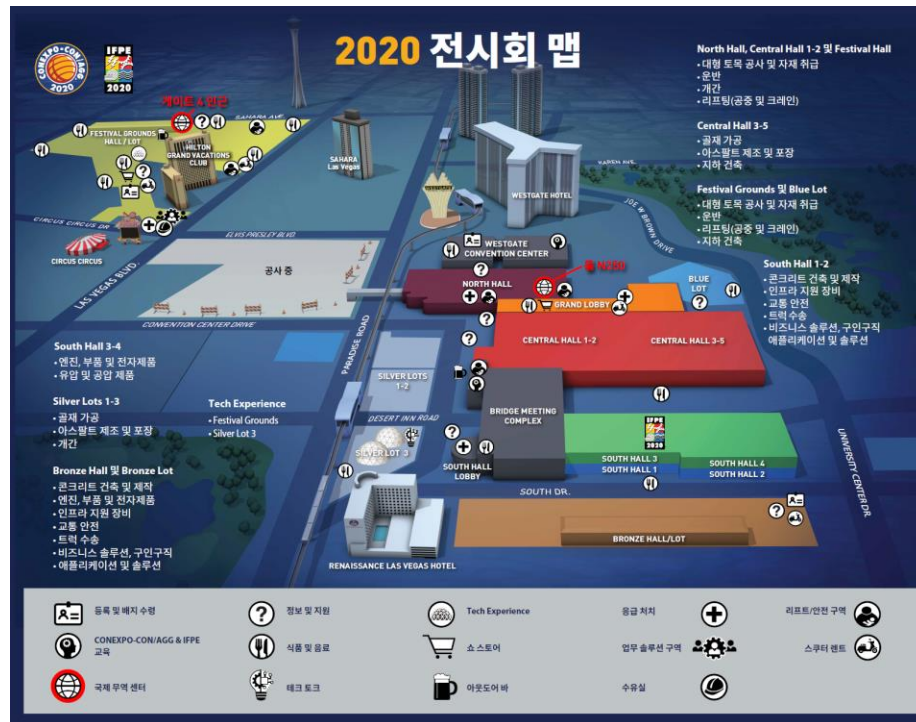 2020 전시회 맵
CONEXPO-CON/AGG
2020
IFPE
2020
게이트 4 인근
SAHARA AVE
FESTIVAL GROUNDS
HALL / LOT
HILTON
GRAND VACATIONS
CLUB
SAHARA
Las Vegas
WESTGATE HOTEL
KAREN AVE.
JOE W BROWN DRIVE
CIRCUS CIRCUS DR.
CIRCUS CIRCUS
LAS VEGAS BLVD.
ELVIS PRESLEY BLVD.
공사 중
CONVENTION CENTER DRIVE
PARADISE ROAD
WESTGATE
CONVENTION CENTER
NORTH HALL
GRAND LOBBY
BLUE
LOT
CENTRAL HALL 1-2
CENTRAL HALL 3-5
SILVER LOTS
1-2
DESERT INN ROAD
SILVER LOT 3
BRIDGE MEETING
COMPLEX
SOUTH HALL
LOBBY
IFPE
2020
SOUTH HALL 3
SOUTH HALL 1
SOUTH HALL 4
SOUTH HALL 2
SOUTH DR.
UNIVERSITY CENTER DR.
BRONZE HALL/LOT
RENAISSANCE LAS VEGAS HOTEL
North Hall, Central Hall 1-2 및 Festival Hall
• 대형 토목 공사 및 자재 취급
• 운반
• 개간
• 리프팅(공중 및 크레인)
Central Hall 3-5
• 골재 가공
• 아스팔트 제조 및 포장
• 지하 건축
Festival Grounds 및 Blue Lot
• 대형 토목 공사 및 자재 취급
• 운반
• 리프팅(공중 및 크레인)
• 지하 건축
South Hall 1-2
• 콘크리트 건축 및 제작
• 인프라 지원 장비
• 교통 안전
• 트럭 수송
• 비즈니스 솔루션, 구인구직
애플리케이션 및 솔루션
South Hall 3-4
• 엔진, 부품 및 전자제품
• 유압 및 공압 제품
Silver Lots 1-3
• 골재 가공
• 아스팔트 제조 및 포장
• 개간
Tech Experience
• Festival Grounds
• Silver Lot 3
Bronze Hall 및 Bronze Lot
• 콘크리트 건축 및 제작
• 엔진, 부품 및 전자제품
• 인프라 지원 장비
• 교통 안전
• 트럭 수송
• 비즈니스 솔루션, 구인구직
• 애플리케이션 및 솔루션
등록 및 배지 수령
정보 및 지원
Tech Experience
응급 처치
리프트/안전 구역
CONEXPO-CON/AGG & IFPE
교육
식품 및 음료
쇼 스토어
업무 솔루션 구역
스쿠터 렌트
국제 무역 센터
테크 토크
아웃도어 바
수유실